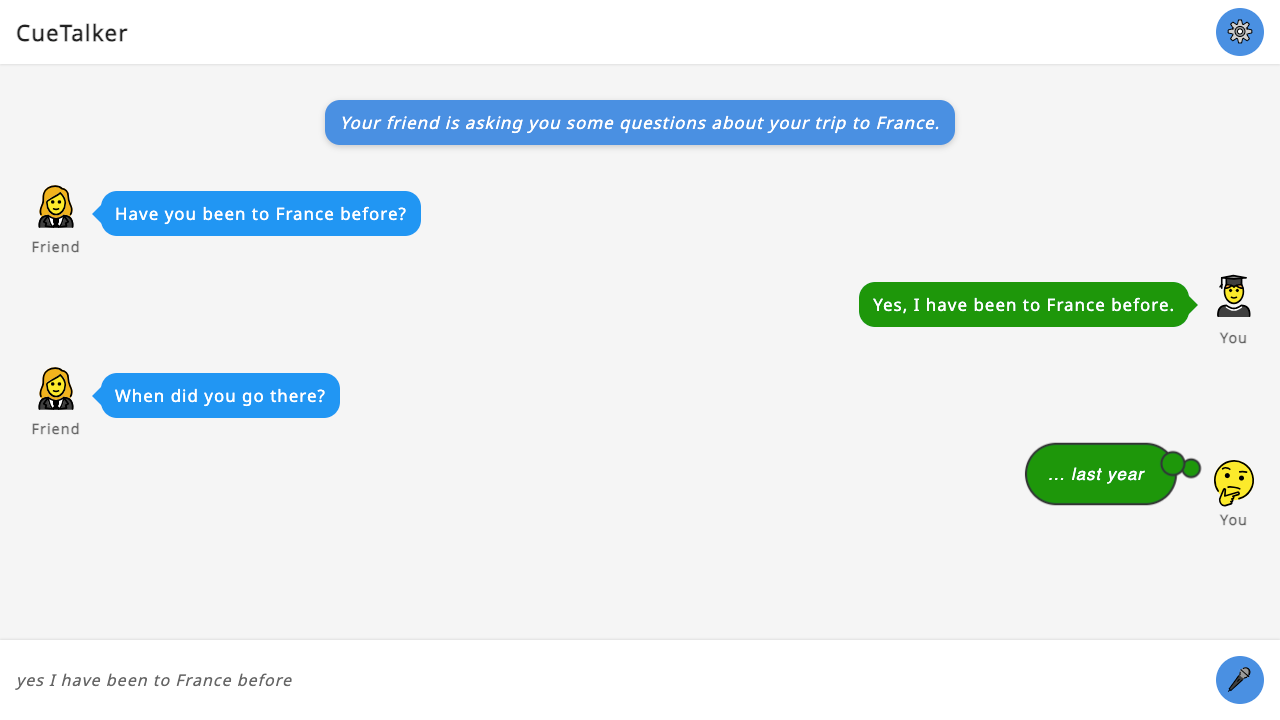 CueTalker
Your friend is asking you some questions about your trip to France.
Have you been to France before?
Friend
Yes, I have been to France before.
You
When did you go there?
Friend
... last year
You
yes I have been to France before